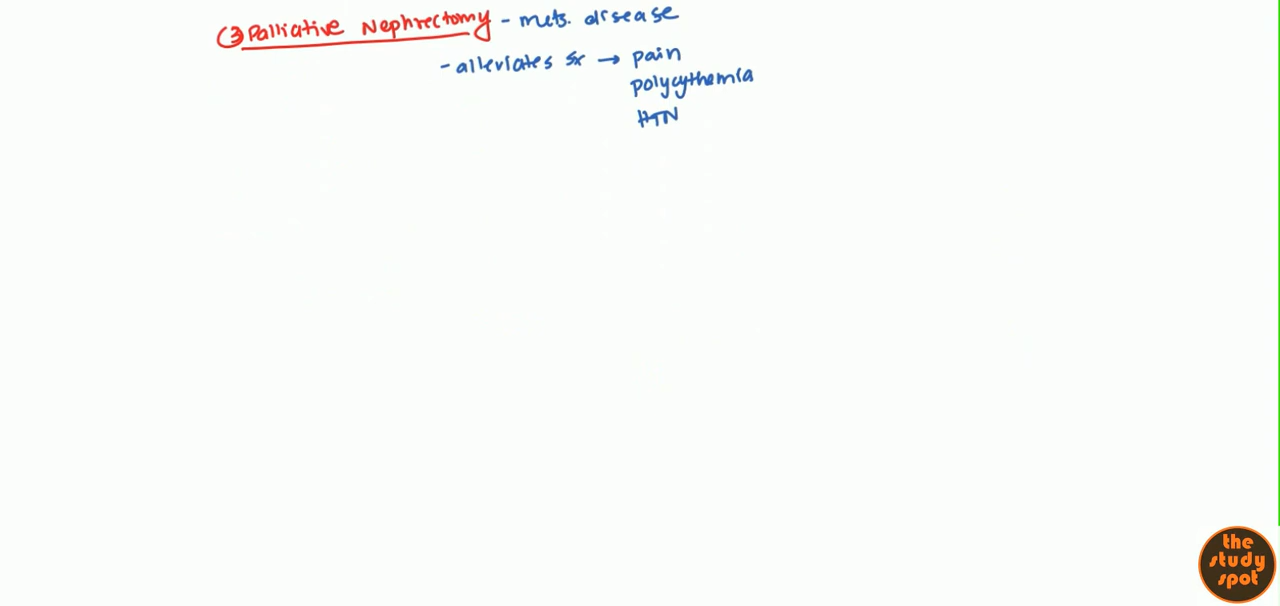 ③ Palliative Nephrectomy - mets. disease
- alleviates sx → pain
polycythemia
HTN
the
study
spot